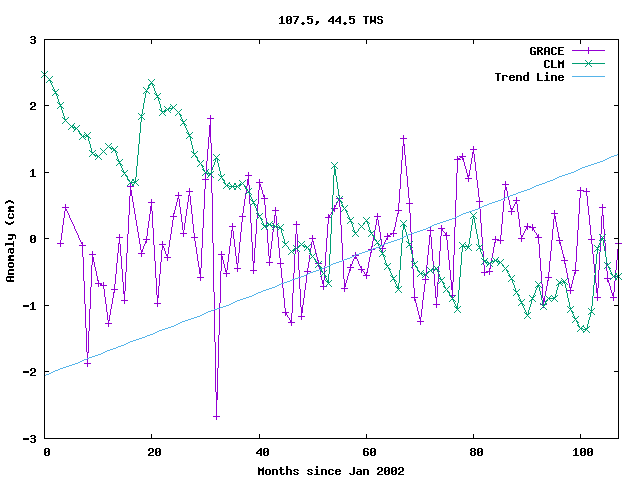 107.5, 44.5 TWS
GRACE
CLM
Trend Line
3
2
1
0
-1
-2
-3
Anomaly (cm)
0 20 40 60 80 100
Months since Jan 2002